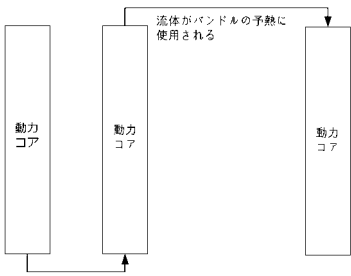 流体がバンドルの予熱に
使用される
動力
コア
動力
コア
動力
コア